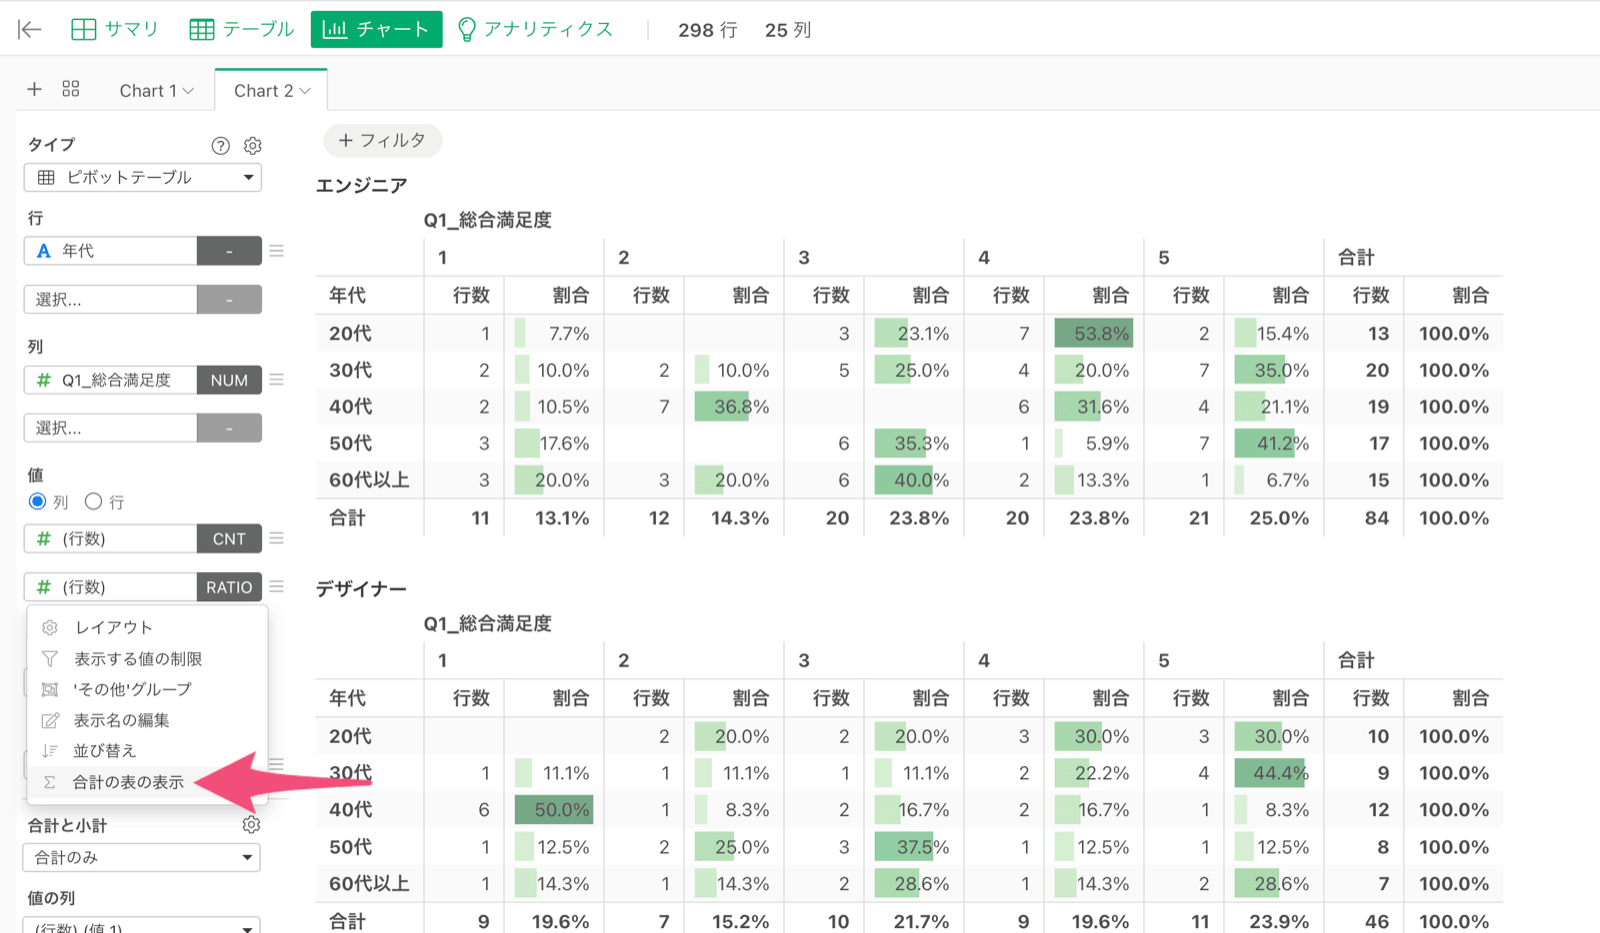 サマリ テーブル チャート アナリティクス 298 行 25 列
+ Chart 1 Chart 2
タイプ ?
ピボットテーブル
行
A 年代 -
選択... -
列
# Q1_総合満足度 NUM
選択... -
値
列 行
# (行数) CNT
# (行数) RATIO
レイアウト
表示する値の制限
'その他'グループ
表示名の編集
並び替え
Σ 合計の表の表示
合計と小計
合計のみ
値の列
(行数) (値 1)
+ フィルタ
エンジニア
Q1_総合満足度
1 2 3 4 5 合計
年代 行数 割合 行数 割合 行数 割合 行数 割合 行数 割合 行数 割合
20代 1 7.7% 3 23.1% 7 53.8% 2 15.4% 13 100.0%
30代 2 10.0% 2 10.0% 5 25.0% 4 20.0% 7 35.0% 20 100.0%
40代 2 10.5% 7 36.8% 6 31.6% 4 21.1% 19 100.0%
50代 3 17.6% 6 35.3% 1 5.9% 7 41.2% 17 100.0%
60代以上 3 20.0% 3 20.0% 6 40.0% 2 13.3% 1 6.7% 15 100.0%
合計 11 13.1% 12 14.3% 20 23.8% 20 23.8% 21 25.0% 84 100.0%
デザイナー
Q1_総合満足度
1 2 3 4 5 合計
年代 行数 割合 行数 割合 行数 割合 行数 割合 行数 割合 行数 割合
20代 2 20.0% 2 20.0% 3 30.0% 3 30.0% 10 100.0%
30代 1 11.1% 1 11.1% 1 11.1% 2 22.2% 4 44.4% 9 100.0%
40代 6 50.0% 1 8.3% 2 16.7% 2 16.7% 1 8.3% 12 100.0%
50代 1 12.5% 2 25.0% 3 37.5% 1 12.5% 1 12.5% 8 100.0%
60代以上 1 14.3% 1 14.3% 2 28.6% 1 14.3% 2 28.6% 7 100.0%
合計 9 19.6% 7 15.2% 10 21.7% 9 19.6% 11 23.9% 46 100.0%